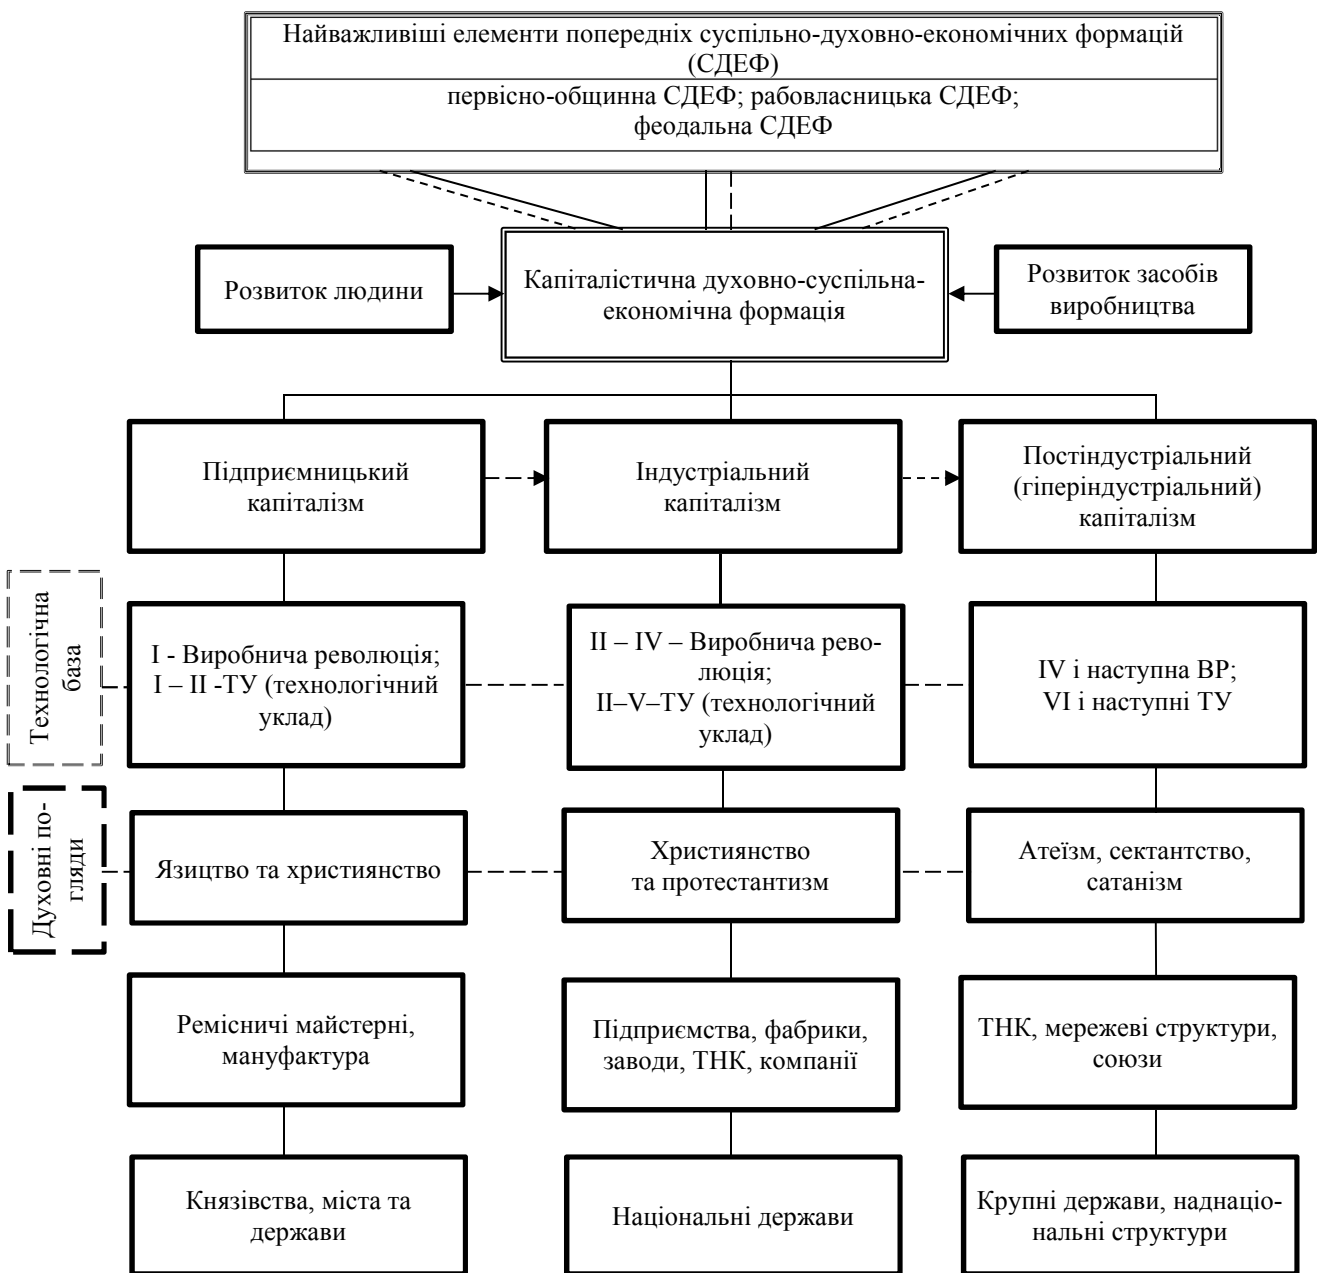 Найважливіші елементи попередніх суспільно-духовно-економічних формацій
(СДЕФ)
первісно-общинна СДЕФ; рабовласницька СДЕФ;
феодальна СДЕФ
Розвиток людини
Капіталістична духовно-суспільна-
економічна формація
Розвиток засобів
виробництва
Підприємницький
капіталізм
Індустріальний
капіталізм
Постіндустріальний
(гіперіндустріальний)
капіталізм
Технологічна
база
I - Виробнича революція;
I – II -ТУ (технологічний
уклад)
II – IV – Виробнича рево-
люція;
II–V–ТУ (технологічний
уклад)
IV і наступна ВР;
VI і наступні ТУ
Духовні по-
гляди
Язицтво та християнство
Християнство
та протестантизм
Атеїзм, сектантство,
сатанізм
Ремісничі майстерні,
мануфактура
Підприємства, фабрики,
заводи, ТНК, компанії
ТНК, мережеві структури,
союзи
Князівства, міста та
держави
Національні держави
Крупні держави, наднаціо-
нальні структури